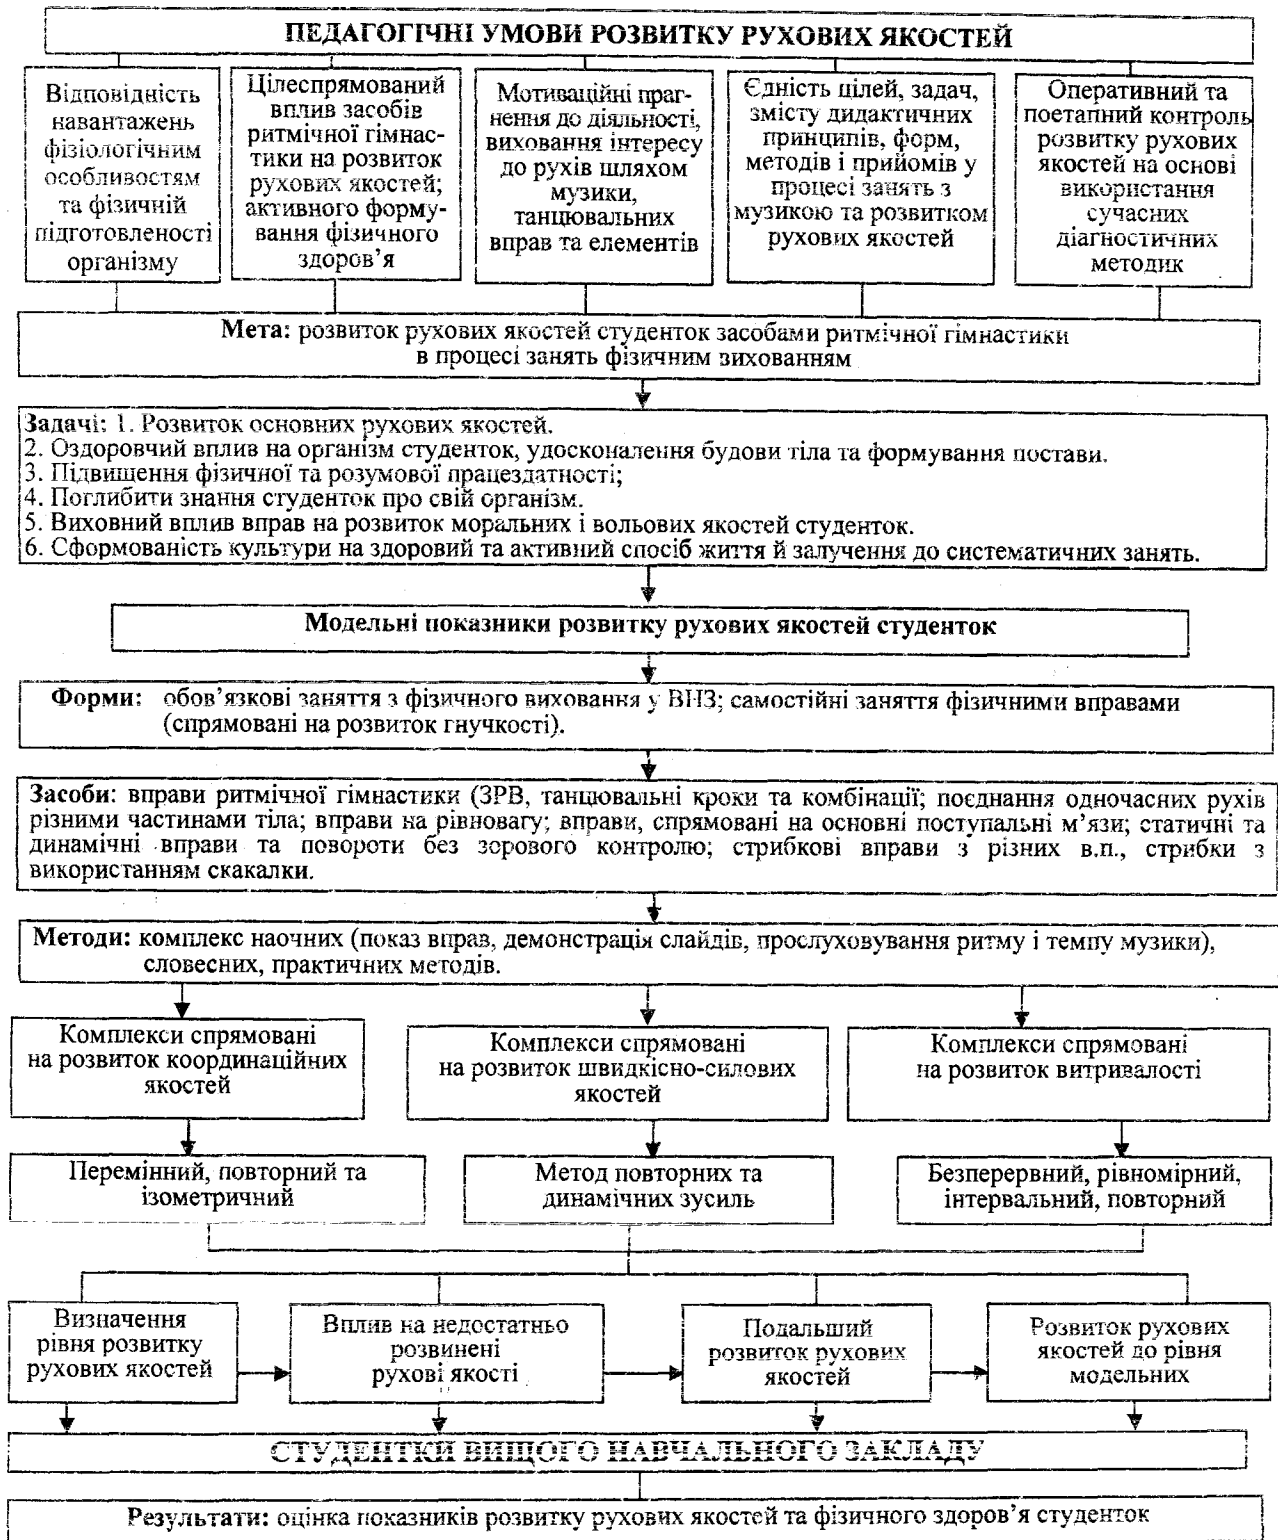 ПЕДАГОГІЧНІ УМОВИ РОЗВИТКУ РУХОВИХ ЯКОСТЕЙ
Відповідність
навантажень
фізіологічним
особливостям
та фізичній
підготовленості
організму
Цілеспрямований
вплив засобів
ритмічної гімнас-
тики на розвиток
рухових якостей;
активного форму-
вання фізичного
здоров’я
Мотиваційні праг-
нення до діяльності,
виховання інтересу
до рухів шляхом
музики,
танцювальних
вправ та елементів
Єдність цілей, задач,
змісту дидактичних
принципів, форм,
методів і прийомів у
процесі занять з
музикою та розвитком
рухових якостей
Оперативний та
поетапний контроль
розвитку рухових
якостей на основі
використання
сучасних
діагностичних
методик
Мета: розвиток рухових якостей студенток засобами ритмічної гімнастики
в процесі занять фізичним вихованням
Задачі: 1. Розвиток основних рухових якостей.
2. Оздоровчий вплив на організм студенток, удосконалення будови тіла та формування постави.
3. Підвищення фізичної та розумової працездатності;
4. Поглибити знання студенток про свій організм.
5. Виховний вплив вправ на розвиток моральних і вольових якостей студенток.
6. Сформованість культури на здоровий та активний спосіб життя й залучення до систематичних занять.
Модельні показники розвитку рухових якостей студенток
Форми: обов’язкові заняття з фізичного виховання у ВНЗ; самостійні заняття фізичними вправами
(спрямовані на розвиток гнучкості).
Засоби: вправи ритмічної гімнастики (ЗРВ, танцювальні кроки та комбінації; поєднання одночасних рухів
різними частинами тіла; вправи на рівновагу; вправи, спрямовані на основні поступальні м’язи; статичні та
динамічні вправи та повороти без зорового контролю; стрибкові вправи з різних в.п., стрибки з
використанням скакалки.
Методи: комплекс наочних (показ вправ, демонстрація слайдів, прослуховування ритму і темпу музики),
словесних, практичних методів.
Комплекси спрямовані
на розвиток координаційних
якостей
Комплекси спрямовані
на розвиток швидкісно-силових
якостей
Комплекси спрямовані
на розвиток витривалості
Перемінний, повторний та
ізометричний
Метод повторних та
динамічних зусиль
Безперервний, рівномірний,
інтервальний, повторний
Визначення
рівня розвитку
рухових якостей
Вплив на недостатньо
розвинені
рухові якості
Подальший
розвиток рухових
якостей
Розвиток рухових
якостей до рівня
модельних
СТУДЕНТКИ ВИЩОГО НАВЧАЛЬНОГО ЗАКЛАДУ
Результати: оцінка показників розвитку рухових якостей та фізичного здоров’я студенток